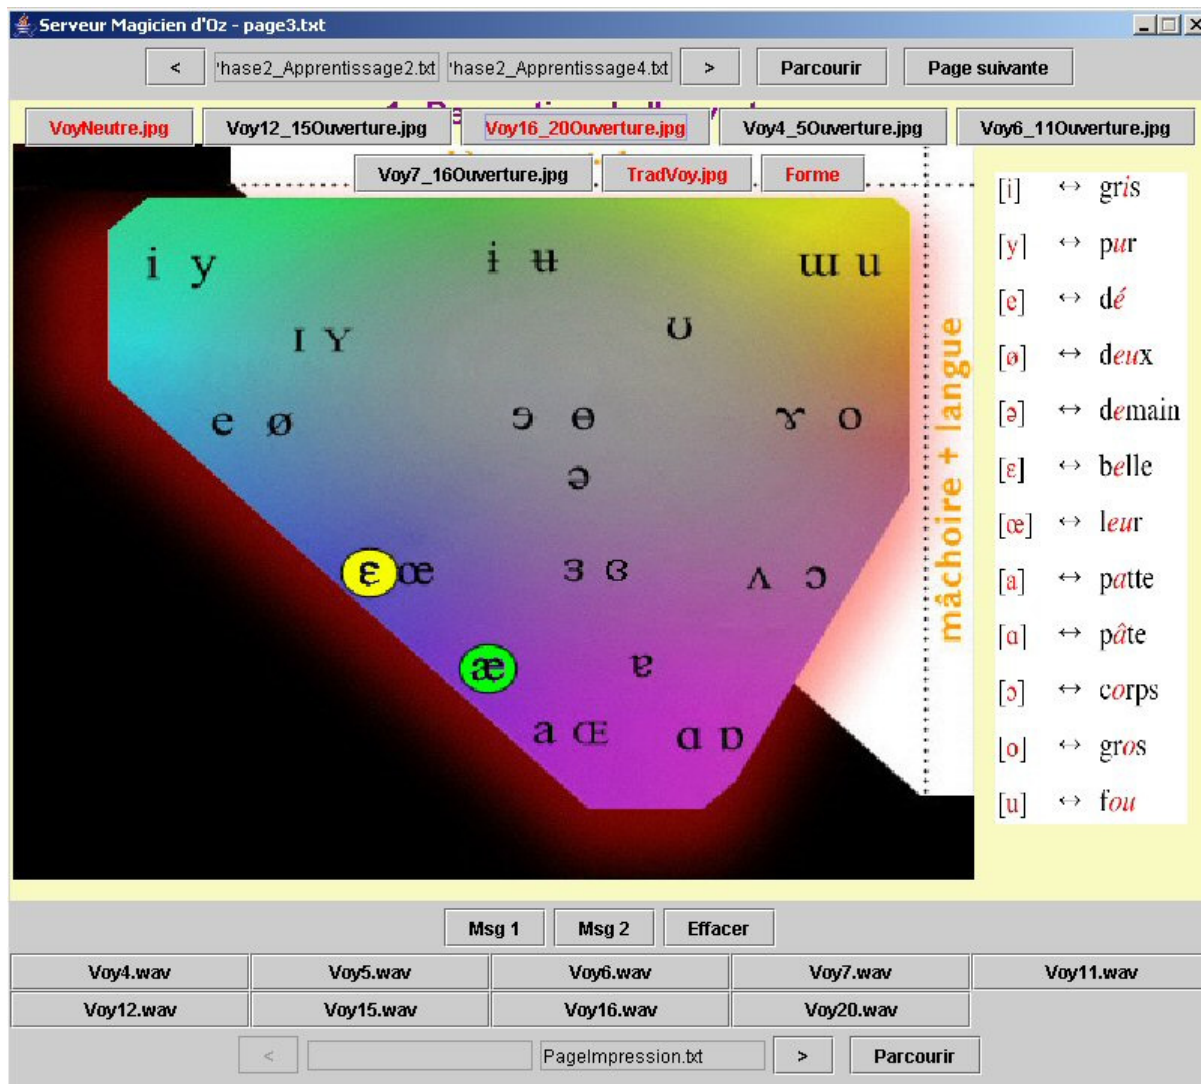 Serveur Magicien d'Oz - page3.txt
< 'hase2_Apprentissage2.txt 'hase2_Apprentissage4.txt > Parcourir Page suivante
VoyNeutre.jpg Voy12_15Ouverture.jpg Voy16_20Ouverture.jpg Voy4_5Ouverture.jpg Voy6_11Ouverture.jpg
Voy7_16Ouverture.jpg TradVoy.jpg Forme
i y ɨ ʉ ɯ u
ɪ ʏ ʊ
e ø ɘ ɵ ɤ o
ə
ɛ œ ɜ ɞ ʌ ɔ
æ ɐ
a Œ ɑ ɒ
mâchoire + langue
[i] ↔ gris
[y] ↔ pur
[e] ↔ dé
[ø] ↔ deux
[ə] ↔ demain
[ɛ] ↔ belle
[œ] ↔ leur
[a] ↔ patte
[ɑ] ↔ pâte
[ɔ] ↔ corps
[o] ↔ gros
[u] ↔ fou
Msg 1 Msg 2 Effacer
Voy4.wav Voy5.wav Voy6.wav Voy7.wav Voy11.wav
Voy12.wav Voy15.wav Voy16.wav Voy20.wav
< PageImpression.txt > Parcourir